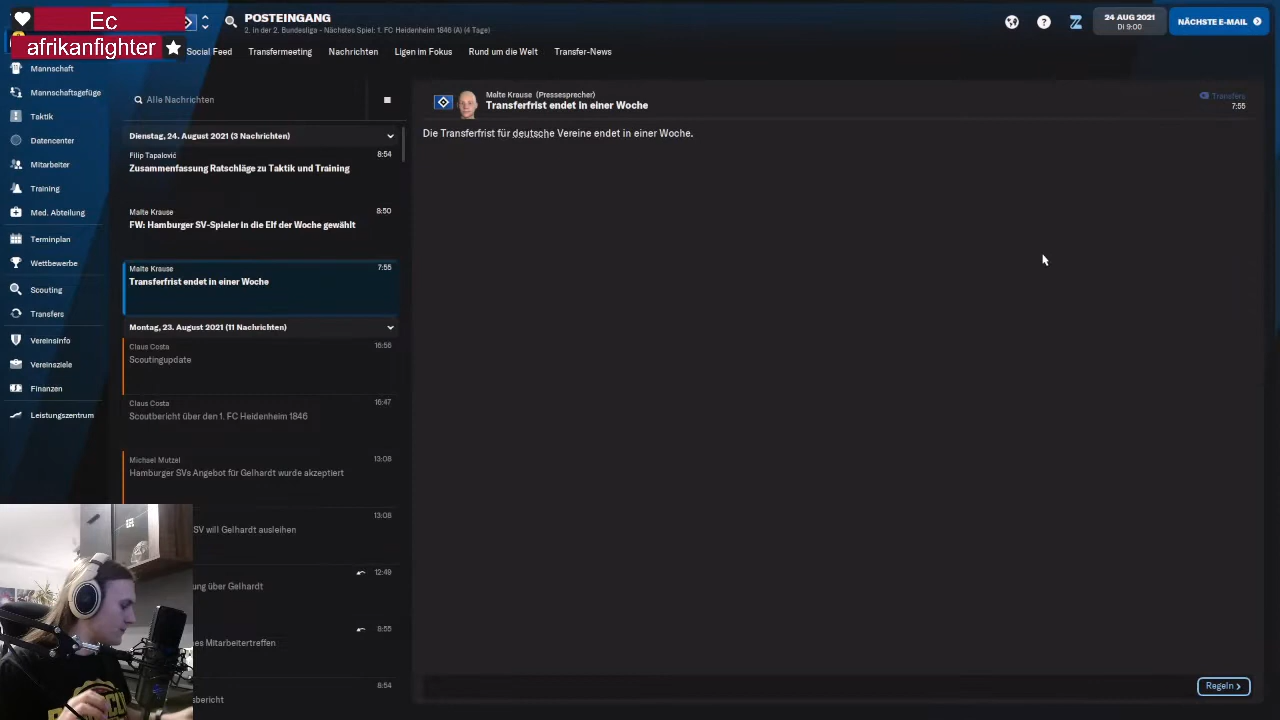 Ec
afrikanfighter
POSTEINGANG
2. in der 2. Bundesliga - Nächstes Spiel: 1. FC Heidenheim 1846 (A) (4 Tage)
24 AUG 2021
DI 9:00
NÄCHSTE E-MAIL
Social Feed
Transfermeeting
Nachrichten
Ligen im Fokus
Rund um die Welt
Transfer-News
Mannschaft
Mannschaftsgefüge
Taktik
Datencenter
Mitarbeiter
Training
Med. Abteilung
Terminplan
Wettbewerbe
Scouting
Transfers
Vereinsinfo
Vereinsziele
Finanzen
Leistungszentrum
Alle Nachrichten
Dienstag, 24. August 2021 (3 Nachrichten)
Filip Tapalović
8:54
Zusammenfassung Ratschläge zu Taktik und Training
Malte Krause
8:50
FW: Hamburger SV-Spieler in die Elf der Woche gewählt
Malte Krause
7:55
Transferfrist endet in einer Woche
Montag, 23. August 2021 (11 Nachrichten)
Claus Costa
16:56
Scoutingupdate
Claus Costa
16:47
Scoutbericht über den 1. FC Heidenheim 1846
Michael Mutzel
13:08
Hamburger SVs Angebot für Gelhardt wurde akzeptiert
13:08
SV will Gelhardt ausleihen
12:49
ung über Gelhardt
8:55
nes Mitarbeitertreffen
8:54
bericht
Malte Krause (Pressesprecher)
Transferfrist endet in einer Woche
Transfers
7:55
Die Transferfrist für deutsche Vereine endet in einer Woche.
Regeln